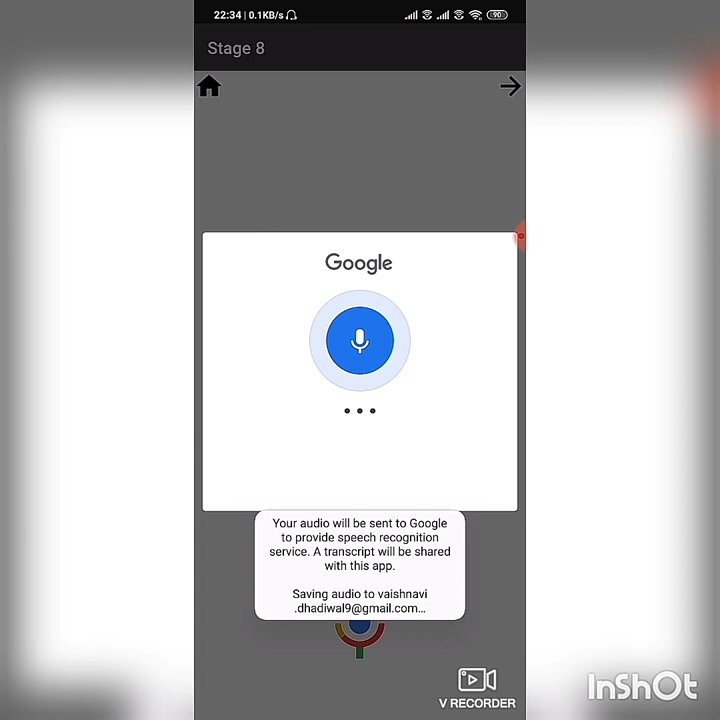 22:34 | 0.1KB/s
90
Stage 8
Google
Your audio will be sent to Google
to provide speech recognition
service. A transcript will be shared
with this app.
Saving audio to vaishnavi
.dhadiwal9@gmail.com...
V RECORDER
InShOt